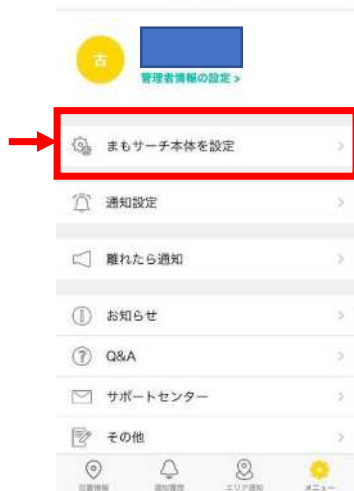 古
管理者情報の設定 >
まもサーチ本体を設定
通知設定
離れたら通知
お知らせ
Q&A
サポートセンター
その他
位置情報
通知履歴
エリア通知
メニュー